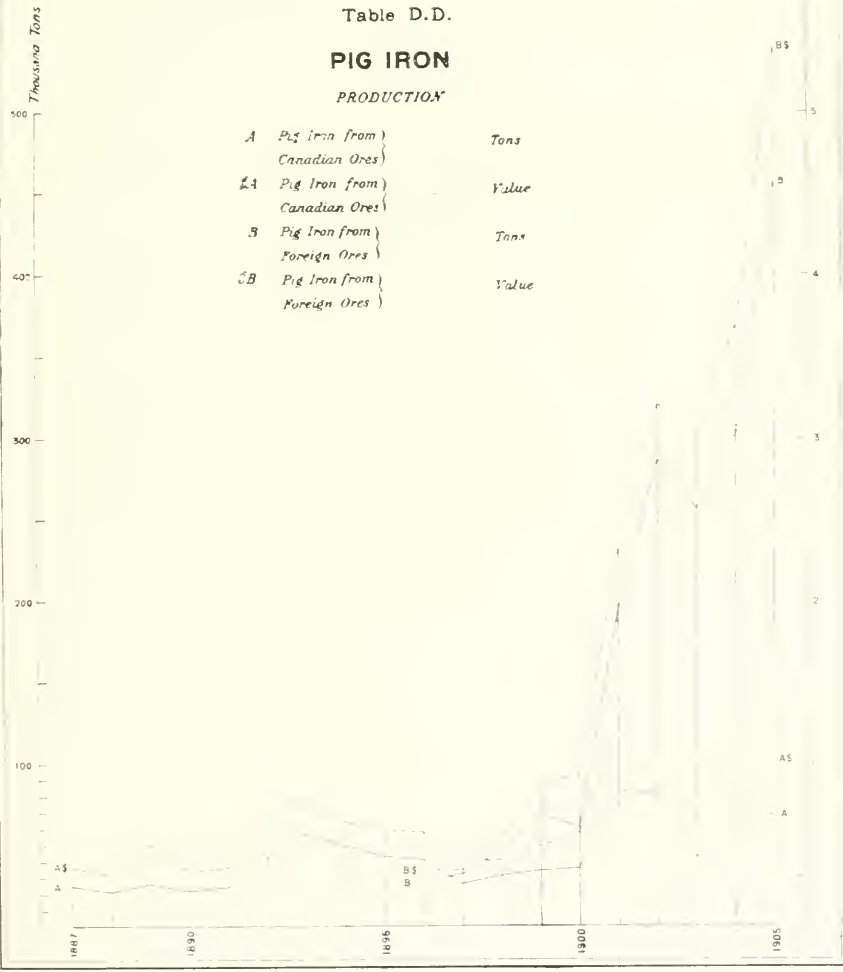 Table D.D.
PIG IRON
PRODUCTION
Thousand Tons
A Pig iron from } Tons
Canadian Ores }
$A Pig Iron from } Value
Canadian Ores }
B Pig Iron from } Tons
Foreign Ores }
$B Pig Iron from } Value
Foreign Ores }
500
400
300
200
100
B$
5
B
4
3
2
A$
A
A$
A
B$
B
1887
1890
1896
1900
1905